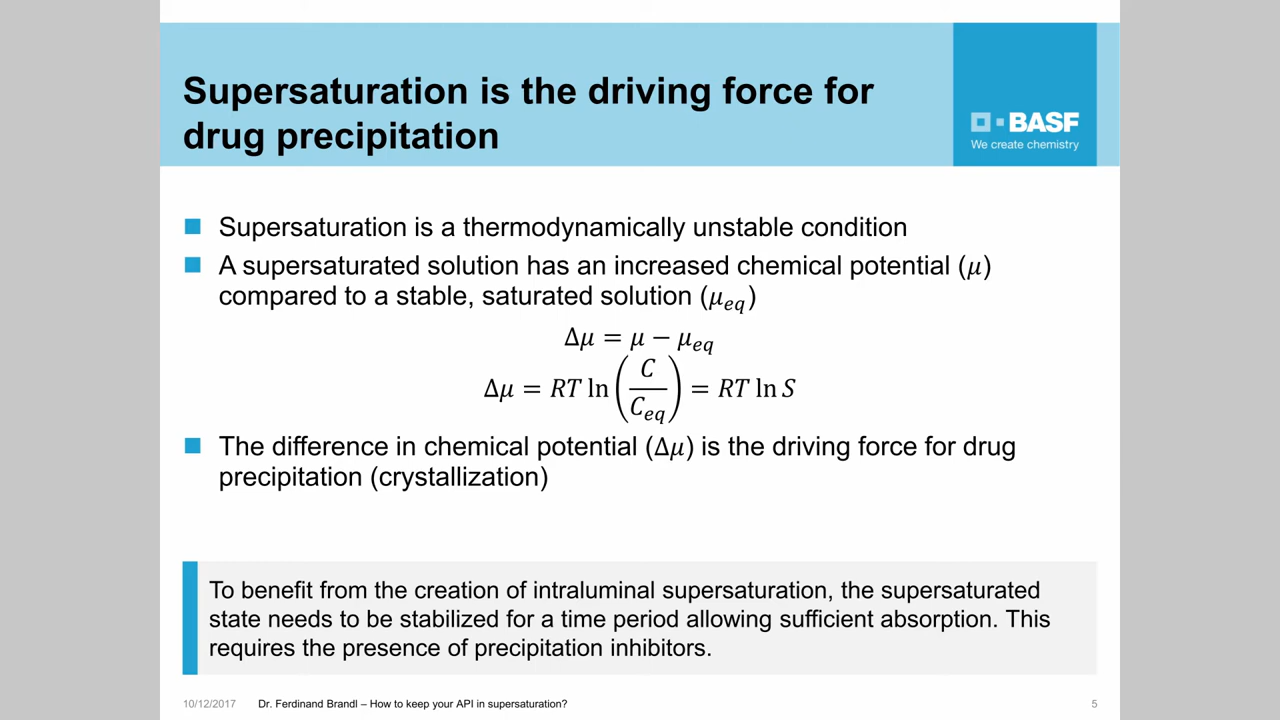 Supersaturation is the driving force for
drug precipitation
BASF
We create chemistry
Supersaturation is a thermodynamically unstable condition
A supersaturated solution has an increased chemical potential (μ)
compared to a stable, saturated solution (μ_eq)
Δμ = μ − μ_eq
Δμ = RT ln (C / C_eq) = RT ln S
The difference in chemical potential (Δμ) is the driving force for drug
precipitation (crystallization)
To benefit from the creation of intraluminal supersaturation, the supersaturated
state needs to be stabilized for a time period allowing sufficient absorption. This
requires the presence of precipitation inhibitors.
10/12/2017 Dr. Ferdinand Brandl – How to keep your API in supersaturation? 5